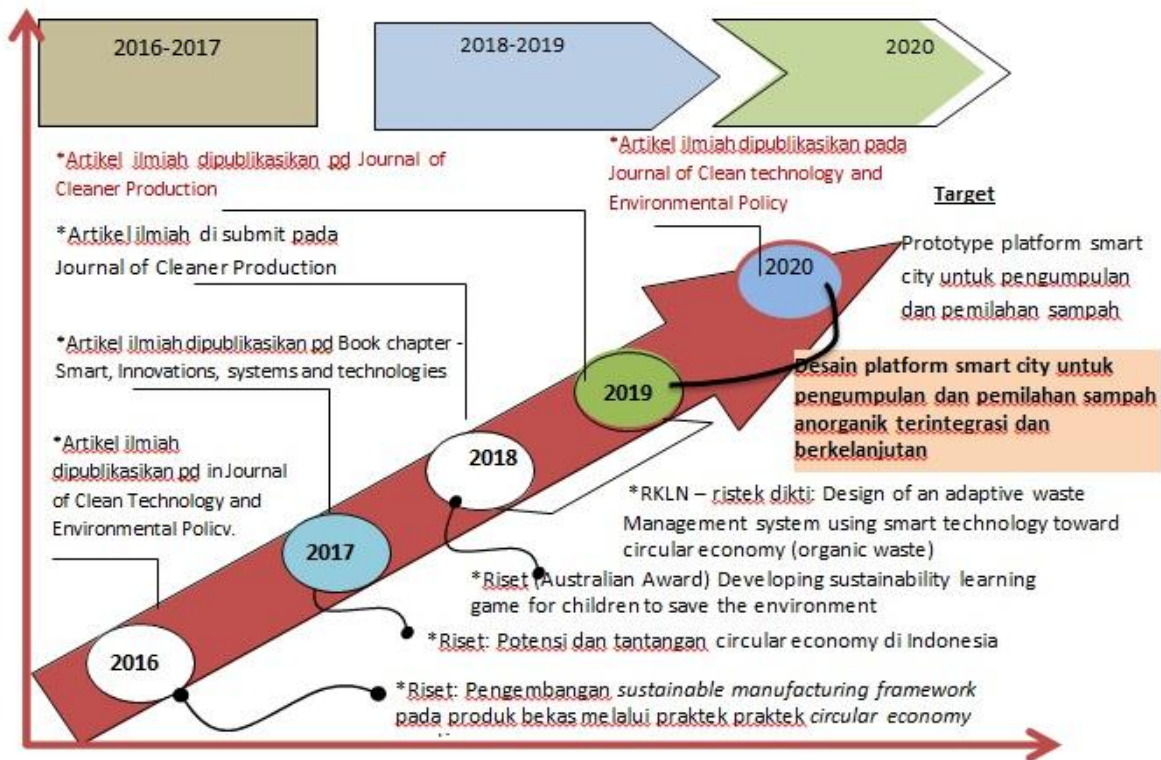 2016-2017
2018-2019
2020
*Artikel ilmiah dipublikasikan pd Journal of
Cleaner Production
*Artikel ilmiah dipublikasikan pada
Journal of Clean technology and
Environmental Policy
Target
*Artikel ilmiah di submit pada
Journal of Cleaner Production
Prototype platform smart
city untuk pengumpulan
dan pemilahan sampah
2020
*Artikel ilmiah dipublikasikan pd Book chapter -
Smart, Innovations, systems and technologies
2019
Desain platform smart city untuk
pengumpulan dan pemilahan sampah
anorganik terintegrasi dan
berkelanjutan
*Artikel ilmiah
dipublikasikan pd in Journal
of Clean Technology and
Environmental Policy.
2018
*RKLN – ristek dikti: Design of an adaptive waste
Management system using smart technology toward
circular economy (organic waste)
2017
*Riset (Australian Award) Developing sustainability learning
game for children to save the environment
*Riset: Potensi dan tantangan circular economy di Indonesia
2016
*Riset: Pengembangan sustainable manufacturing framework
pada produk bekas melalui praktek praktek circular economy